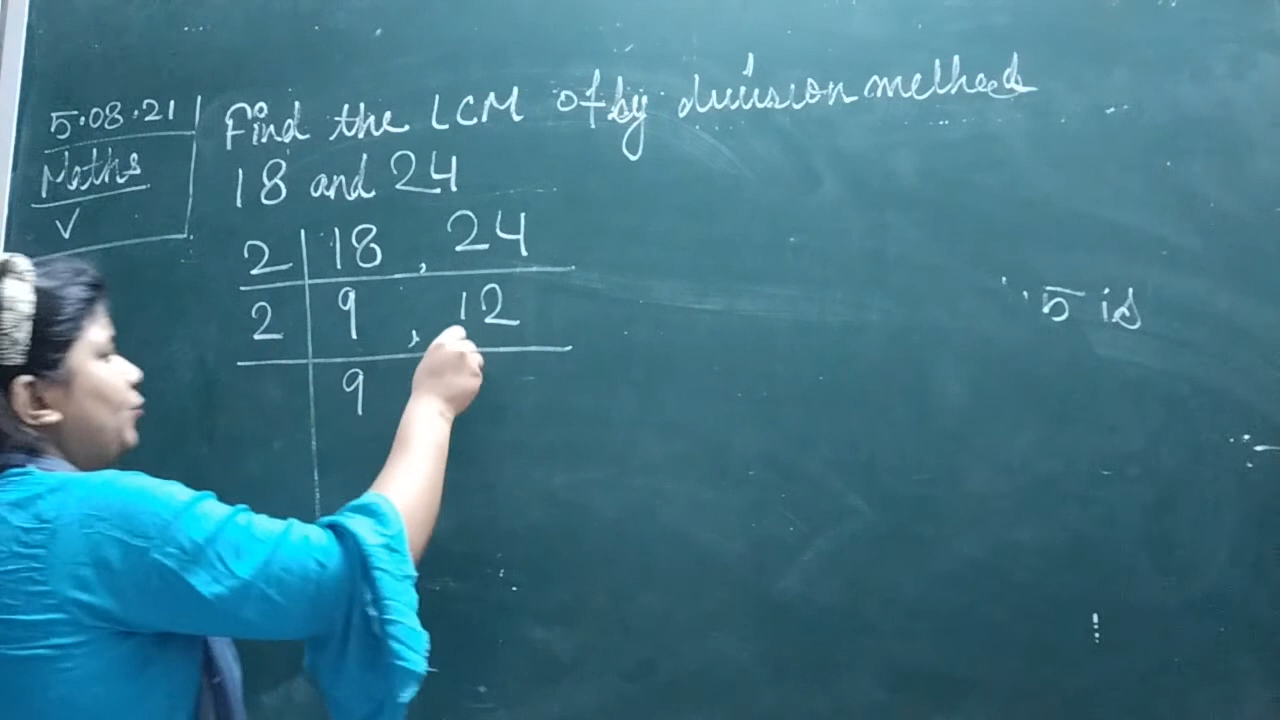 5.08.21
Maths
Find the LCM of by division method
18 and 24
2 18, 24
2 9, 12
9
5 is